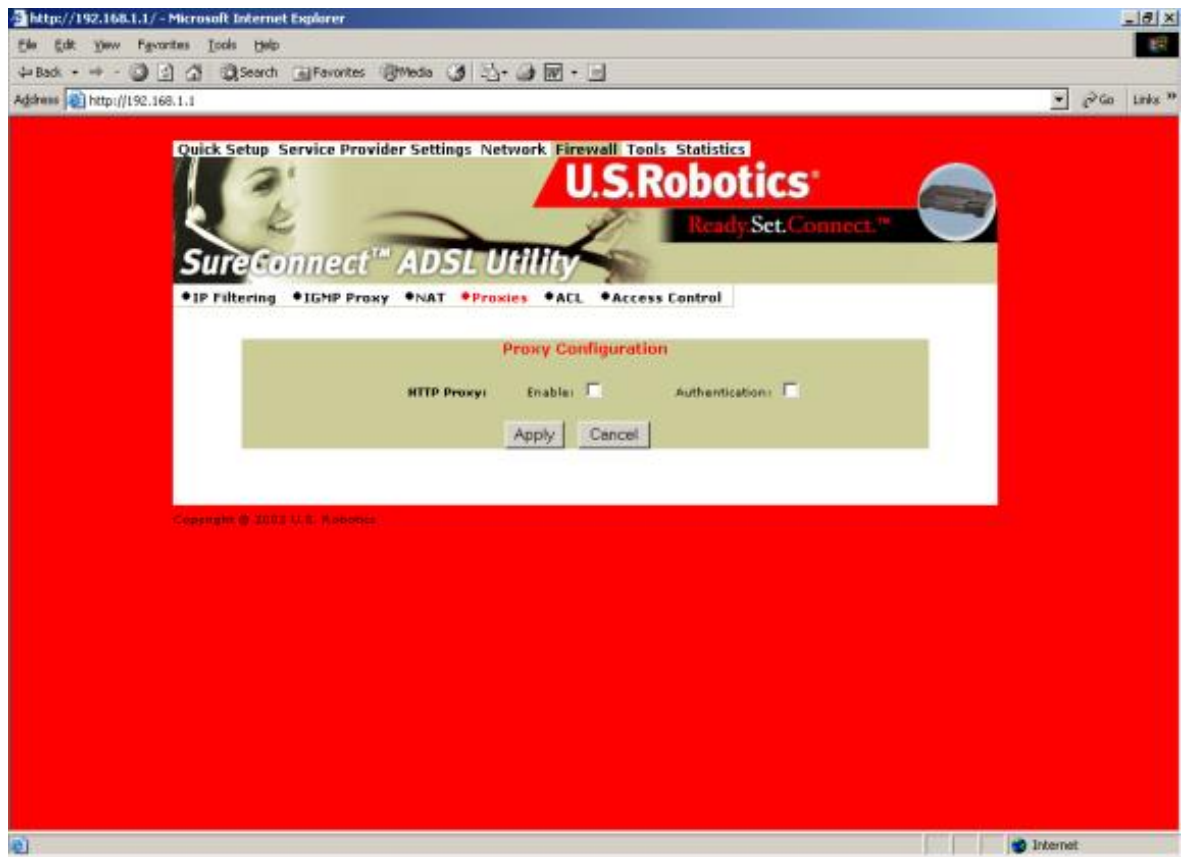 http://192.168.1.1/ - Microsoft Internet Explorer
File Edit View Favorites Tools Help
Back Search Favorites Media
Address http://192.168.1.1 Go Links »
Quick Setup Service Provider Settings Network Firewall Tools Statistics
U.S.Robotics®
Ready.Set.Connect.™
SureConnect™ ADSL Utility
•IP Filtering •IGMP Proxy •NAT •Proxies •ACL •Access Control
Proxy Configuration
HTTP Proxy: Enable: Authentication:
Apply Cancel
Copyright @ 2003 U.S. Robotics
Internet